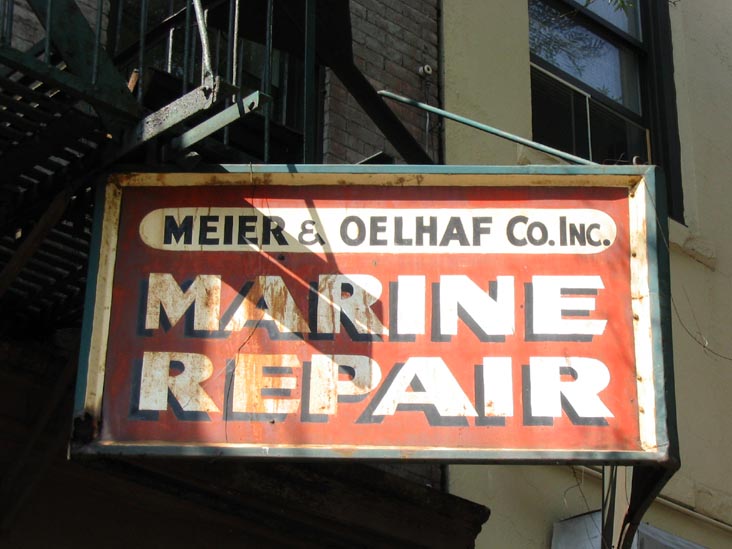 MEIER & OELHAF CO. INC.
MARINE
REPAIR